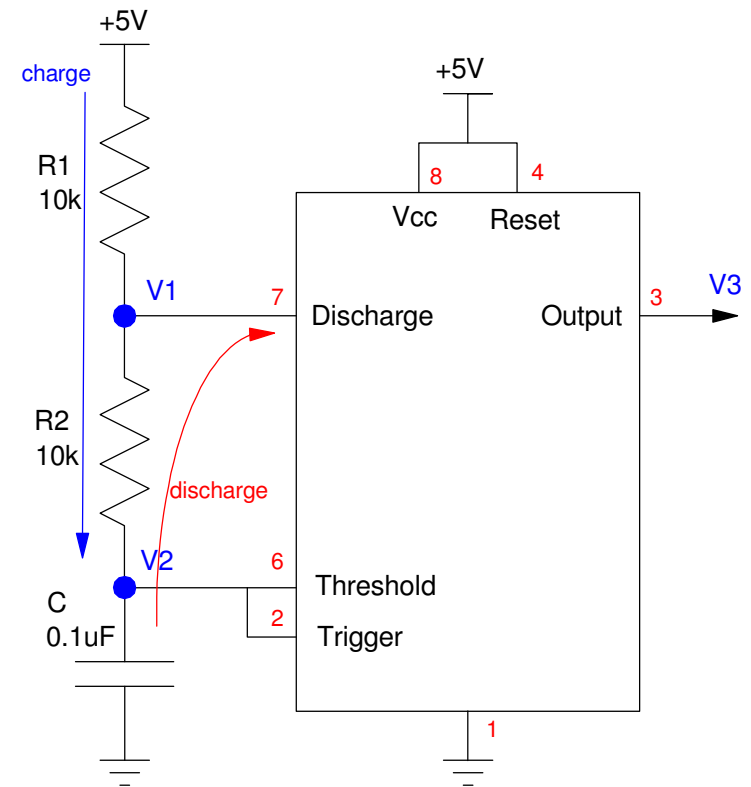 +5V
charge
+5V
R1
10k
8
4
Vcc
Reset
V1
7
Discharge
Output
3
V3
R2
10k
discharge
V2
6
Threshold
C
0.1uF
2
Trigger
1